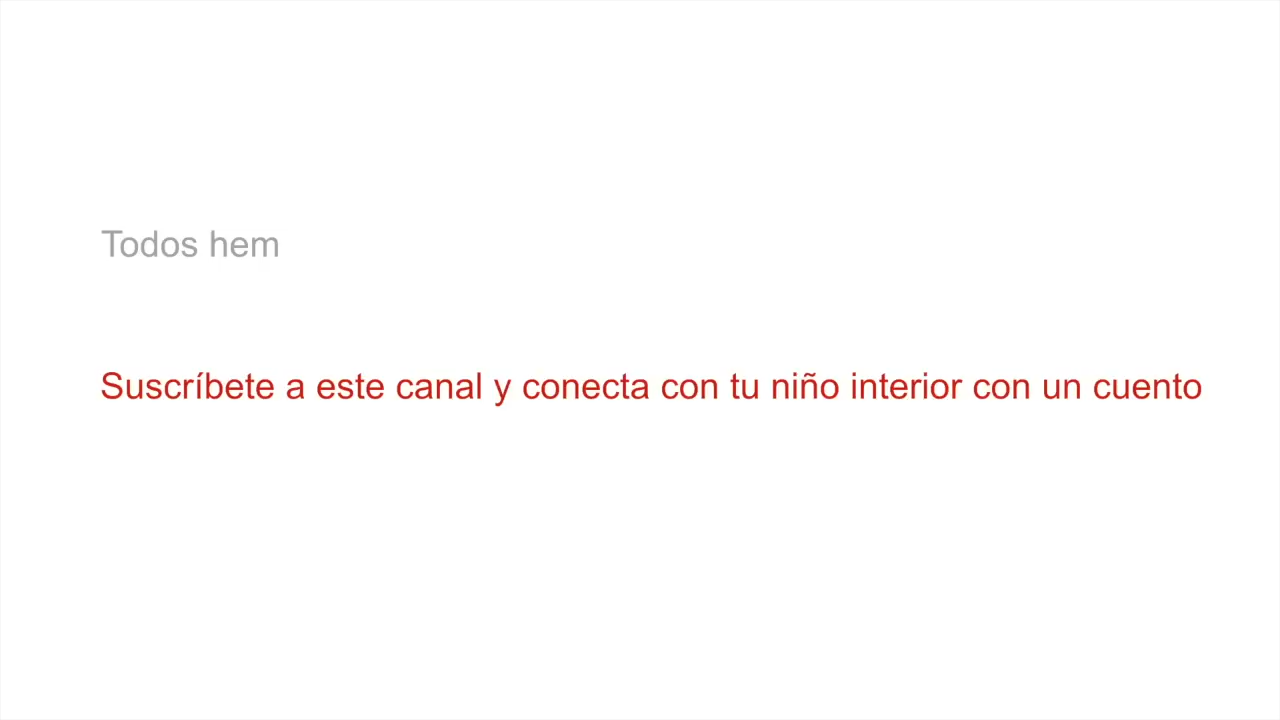 Todos hem
Suscríbete a este canal y conecta con tu niño interior con un cuento